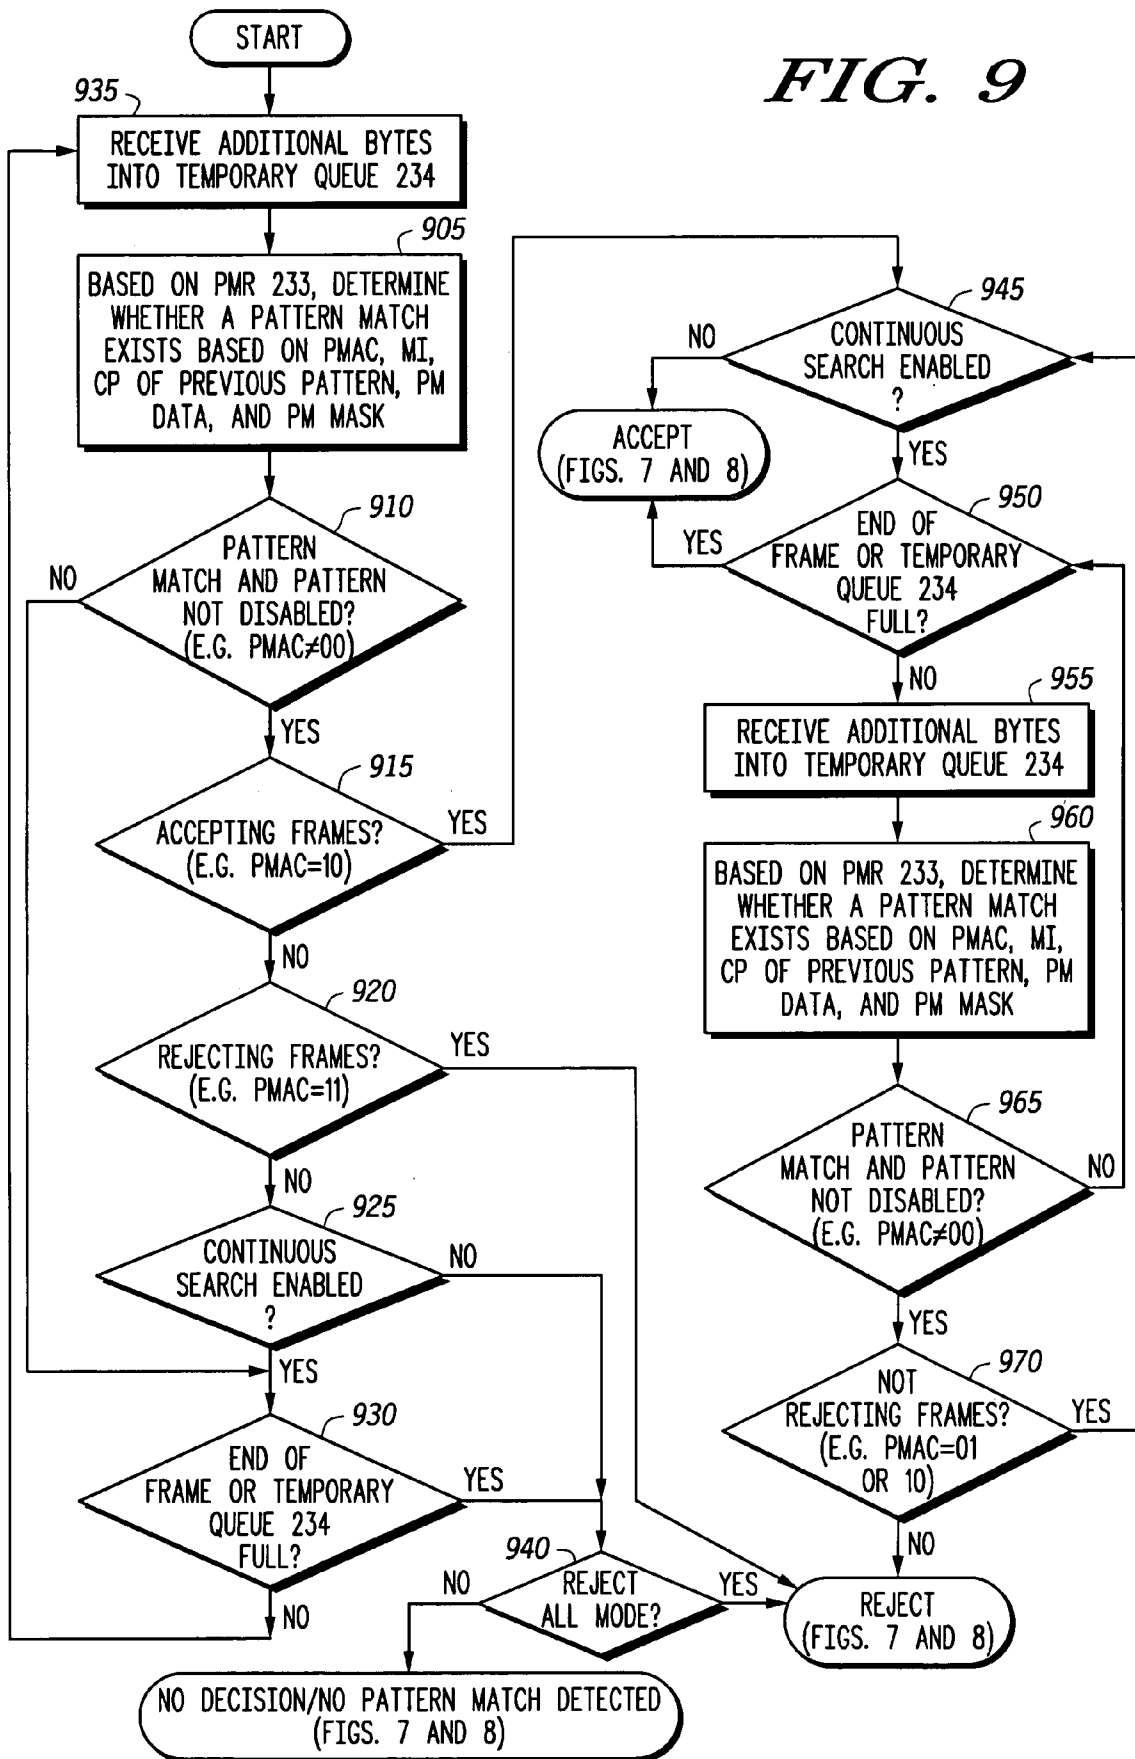 START
FIG. 9
935
RECEIVE ADDITIONAL BYTES
INTO TEMPORARY QUEUE 234
905
BASED ON PMR 233, DETERMINE
WHETHER A PATTERN MATCH
EXISTS BASED ON PMAC, MI,
CP OF PREVIOUS PATTERN, PM
DATA, AND PM MASK
910
PATTERN
MATCH AND PATTERN
NOT DISABLED?
(E.G. PMAC≠00)
NO
YES
915
ACCEPTING FRAMES?
(E.G. PMAC=10)
YES
NO
920
REJECTING FRAMES?
(E.G. PMAC=11)
YES
NO
925
CONTINUOUS
SEARCH ENABLED
?
NO
YES
930
END OF
FRAME OR TEMPORARY
QUEUE 234
FULL?
YES
NO
940
REJECT
ALL MODE?
NO
YES
NO DECISION/NO PATTERN MATCH DETECTED
(FIGS. 7 AND 8)
945
CONTINUOUS
SEARCH ENABLED
?
NO
YES
ACCEPT
(FIGS. 7 AND 8)
950
END OF
FRAME OR TEMPORARY
QUEUE 234
FULL?
YES
NO
955
RECEIVE ADDITIONAL BYTES
INTO TEMPORARY QUEUE 234
960
BASED ON PMR 233, DETERMINE
WHETHER A PATTERN MATCH
EXISTS BASED ON PMAC, MI,
CP OF PREVIOUS PATTERN, PM
DATA, AND PM MASK
965
PATTERN
MATCH AND PATTERN
NOT DISABLED?
(E.G. PMAC≠00)
NO
YES
970
NOT
REJECTING FRAMES?
(E.G. PMAC=01
OR 10)
YES
NO
REJECT
(FIGS. 7 AND 8)